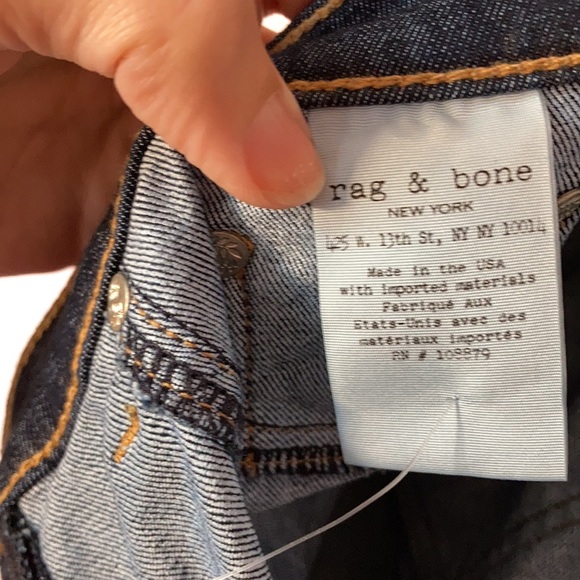 rag & bone
NEW YORK
425 W. 13th St, NY NY 10014
Made in the USA
with imported materials
Fabriqué Aux
Etats-Unis avec des
matériaux importés
RN # 108879